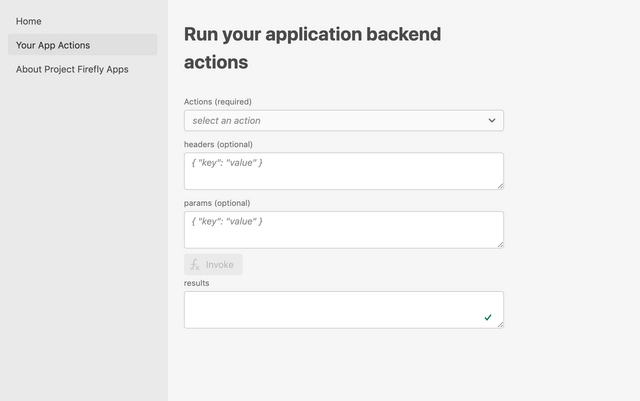 Home
Your App Actions
About Project Firefly Apps
Run your application backend
actions
Actions (required)
select an action
headers (optional)
{ "key": "value" }
params (optional)
{ "key": "value" }
Invoke
results